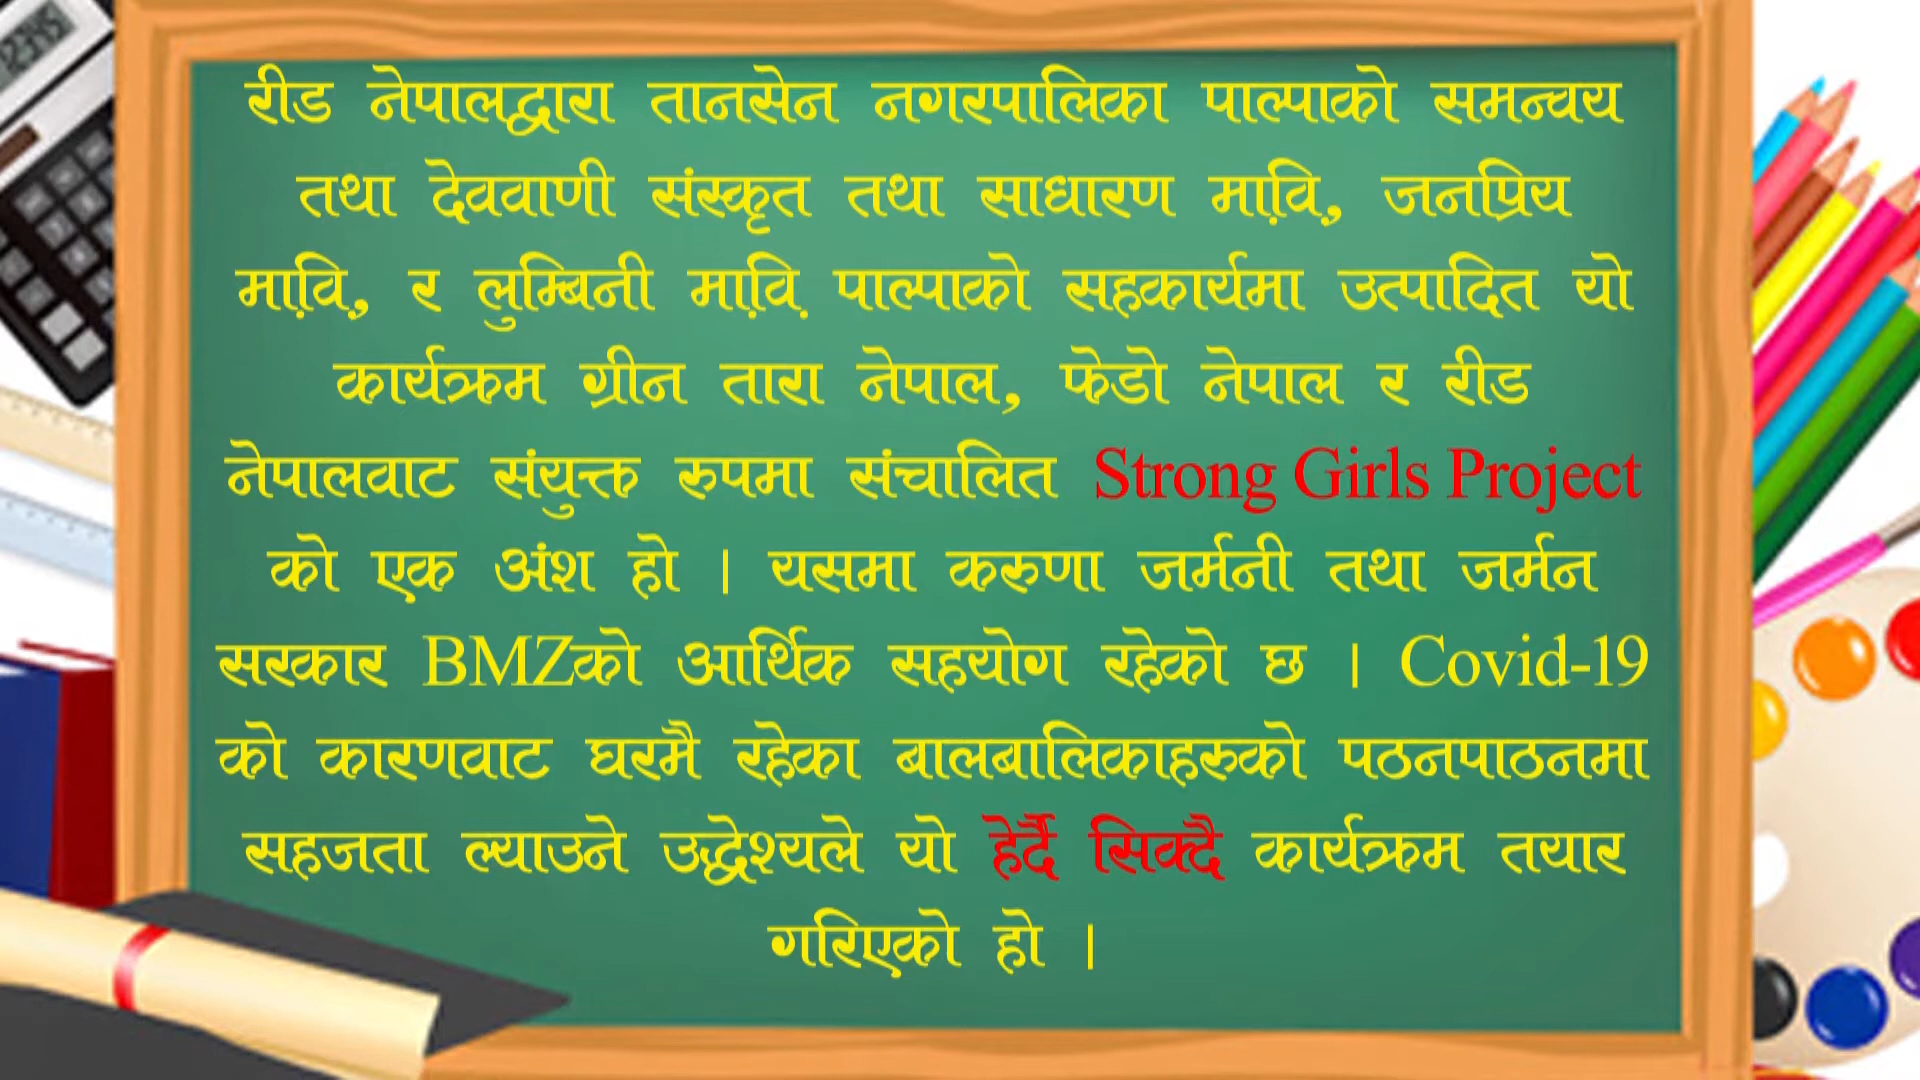 रीड नेपालद्वारा तानसेन नगरपालिका पाल्पाको समन्वय
तथा देववाणी संस्कृत तथा साधारण मा़वि़, जनप्रिय
मा़वि़, र लुम्बिनी मा़वि़ पाल्पाको सहकार्यमा उत्पादित यो
कार्यक्रम ग्रीन तारा नेपाल, फेडो नेपाल र रीड
नेपालवाट संयुक्त रुपमा संचालित Strong Girls Project
को एक अंश हो । यसमा करुणा जर्मनी तथा जर्मन
सरकार BMZको आर्थिक सहयोग रहेको छ । Covid-19
को कारणवाट घरमै रहेका बालबालिकाहरुको पठनपाठनमा
सहजता ल्याउने उद्धेश्यले यो हेर्दै सिक्दै कार्यक्रम तयार
गरिएको हो ।